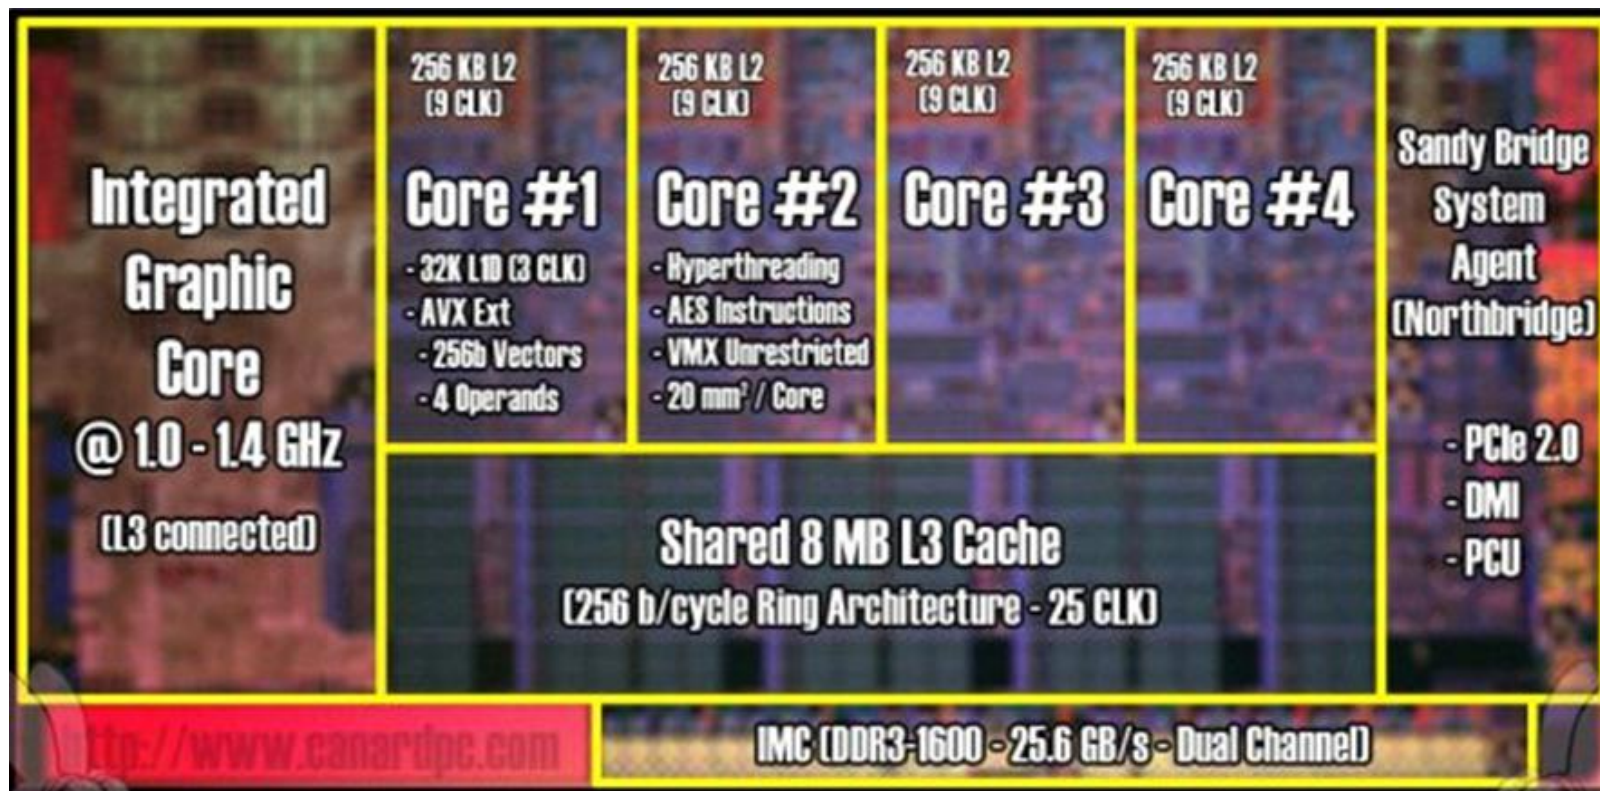 Integrated
Graphic
Core
@ 1.0 - 1.4 GHz
(L3 connected)
256 KB L2
(9 CLK)
Core #1
- 32K L1D (3 CLK)
- AVX Ext
- 256b Vectors
- 4 Operands
256 KB L2
(9 CLK)
Core #2
- Hyperthreading
- AES Instructions
- VMX Unrestricted
- 20 mm² / Core
256 KB L2
(9 CLK)
Core #3
256 KB L2
(9 CLK)
Core #4
Sandy Bridge
System
Agent
(Northbridge)
- PCIe 2.0
- DMI
- PCU
Shared 8 MB L3 Cache
(256 b/cycle Ring Architecture - 25 CLK)
ttp://www.canardpc.com
IMC (DDR3-1600 - 25.6 GB/s - Dual Channel)